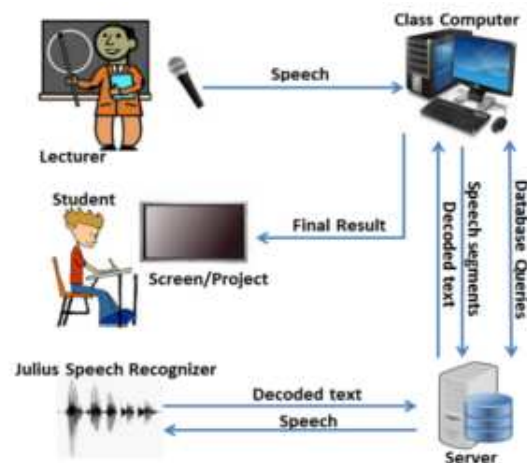 Class Computer
Speech
Lecturer
Student
Final Result
Screen/Project
Decoded text
Speech segments
Database Queries
Julius Speech Recognizer
Decoded text
Speech
Server